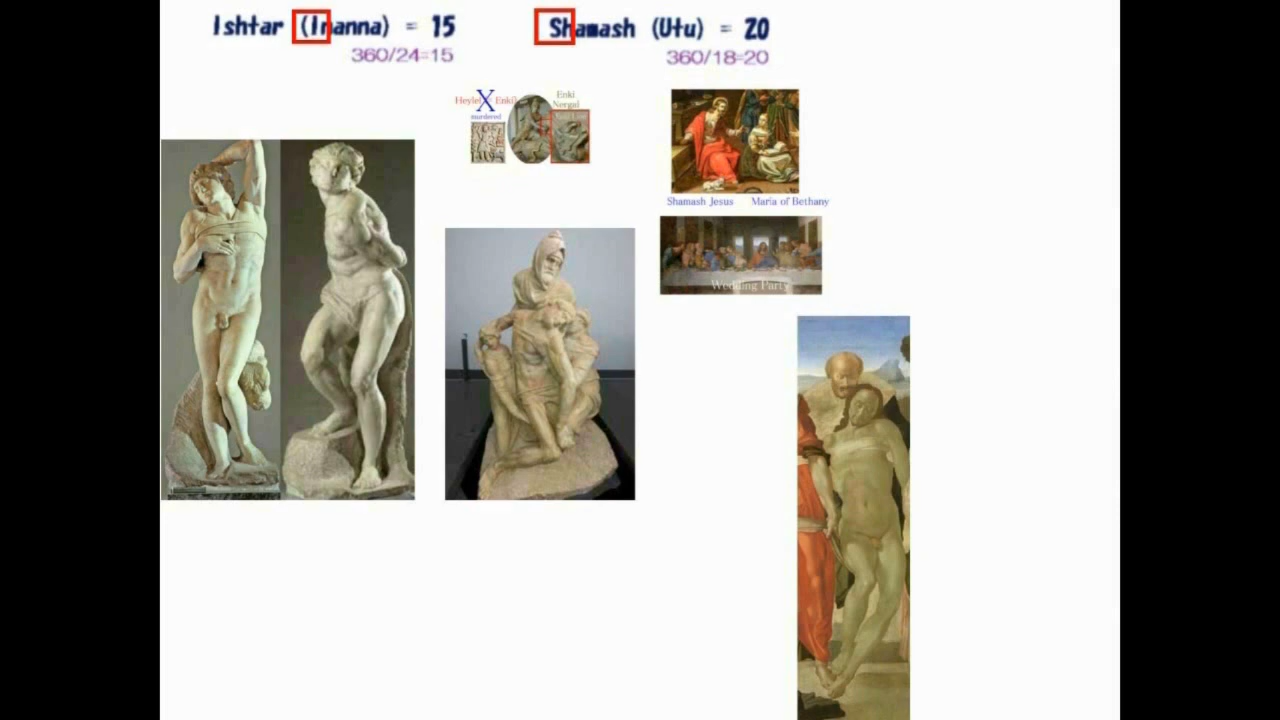 Ishtar (Inanna) = 15
360/24=15
Shamash (Utu) = 20
360/18=20
Heylel
Enki
murdered
Enki
Nergal
Shamash Jesus
Maria of Bethany
Wedding Party